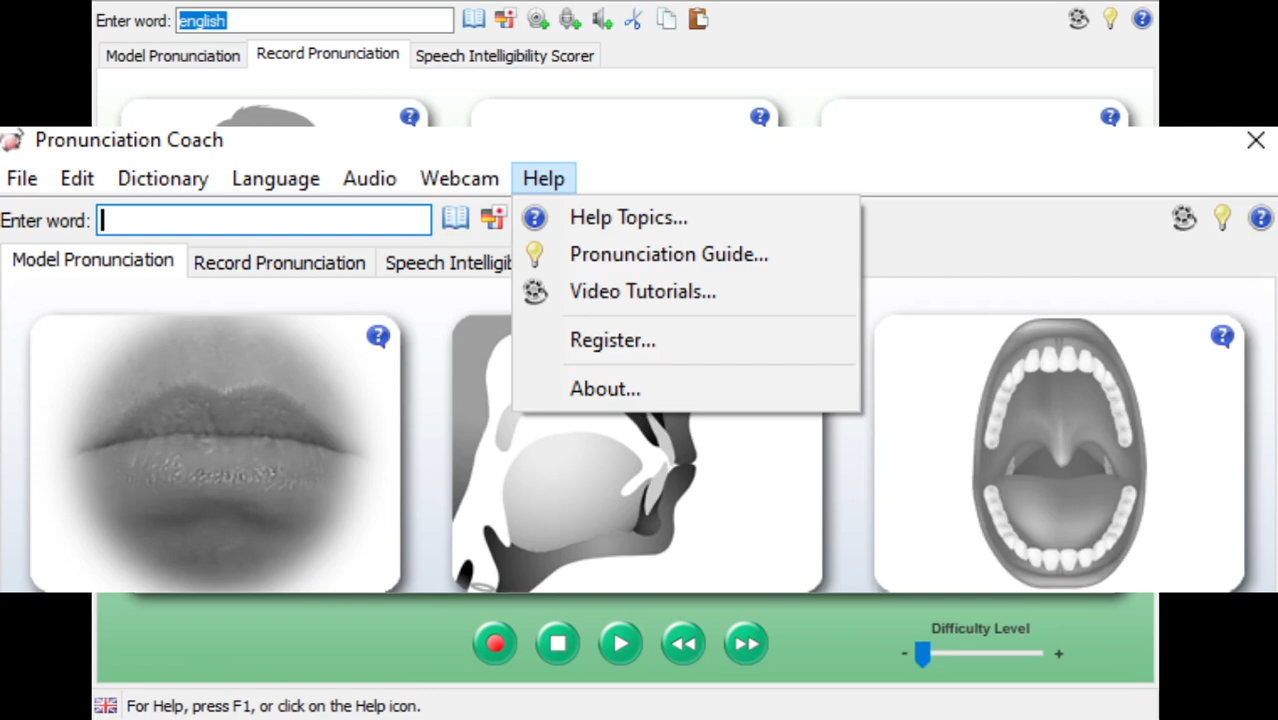 Enter word: english
Model Pronunciation Record Pronunciation Speech Intelligibility Scorer
Pronunciation Coach
File Edit Dictionary Language Audio Webcam Help
Enter word:
Help Topics...
Pronunciation Guide...
Video Tutorials...
Register...
About...
Model Pronunciation Record Pronunciation Speech Intelligib
Difficulty Level
- +
For Help, press F1, or click on the Help icon.